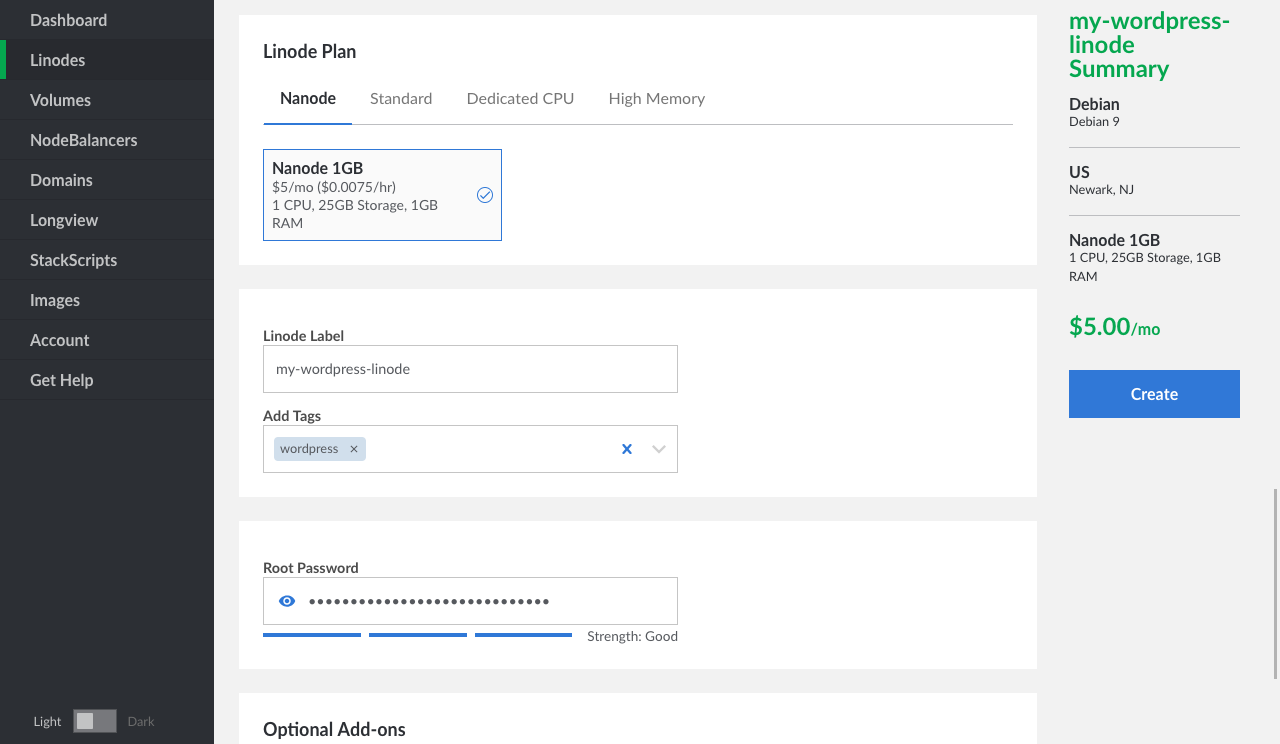 Dashboard
Linodes
Volumes
NodeBalancers
Domains
Longview
StackScripts
Images
Account
Get Help
Light
Dark
Linode Plan
Nanode Standard Dedicated CPU High Memory
Nanode 1GB
$5/mo ($0.0075/hr)
1 CPU, 25GB Storage, 1GB
RAM
Linode Label
my-wordpress-linode
Add Tags
wordpress
Root Password
••••••••••••••••••••••••••••••
Strength: Good
Optional Add-ons
my-wordpress-
linode
Summary
Debian
Debian 9
US
Newark, NJ
Nanode 1GB
1 CPU, 25GB Storage, 1GB
RAM
$5.00/mo
Create